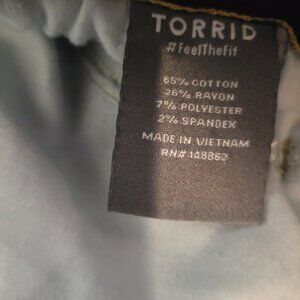 TORRID
#FeelTheFit
65% COTTON
26% RAYON
7% POLYESTER
2% SPANDEX
MADE IN VIETNAM
RN#148862